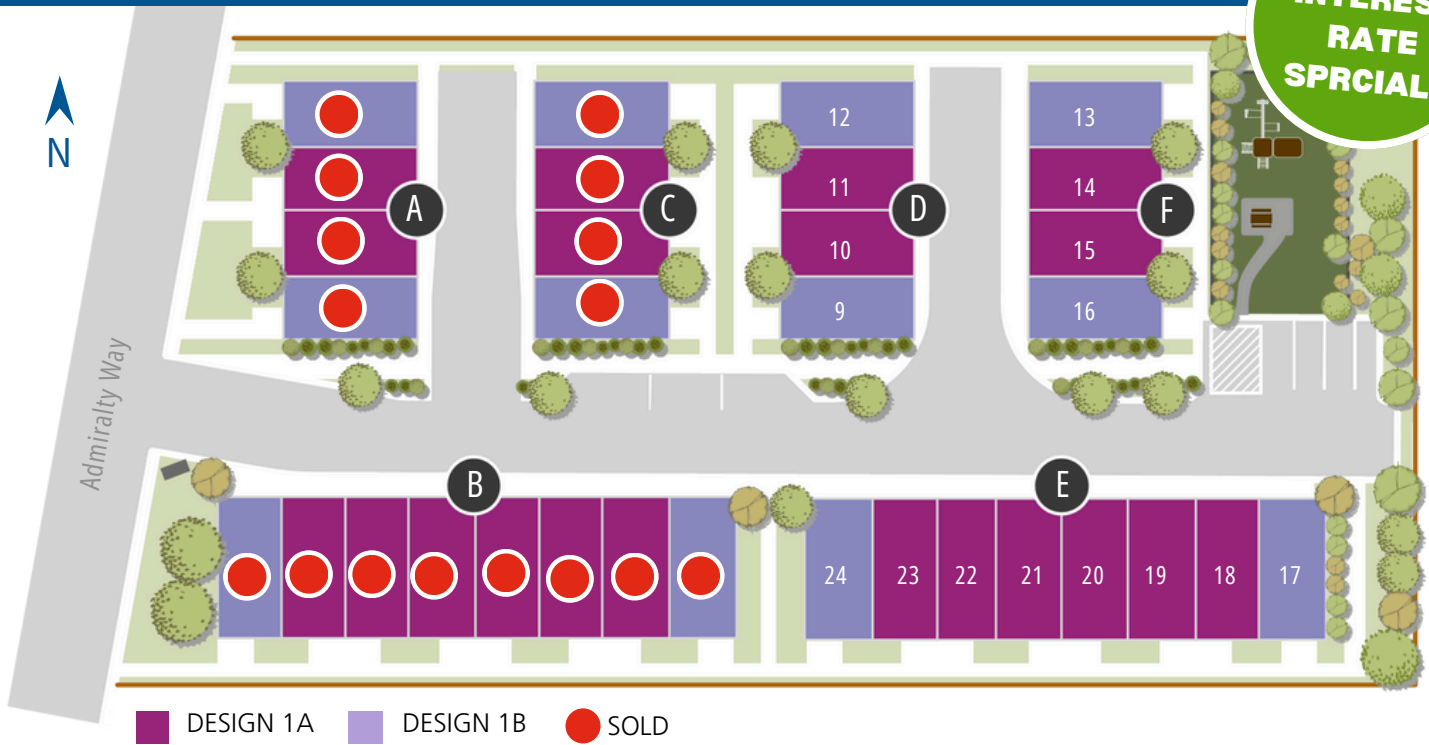 RATE
SPRCIAL
N
12
13
11
14
A
C
D
F
10
15
9
16
Admiralty Way
B
E
24
23
22
21
20
19
18
17
DESIGN 1A
DESIGN 1B
SOLD